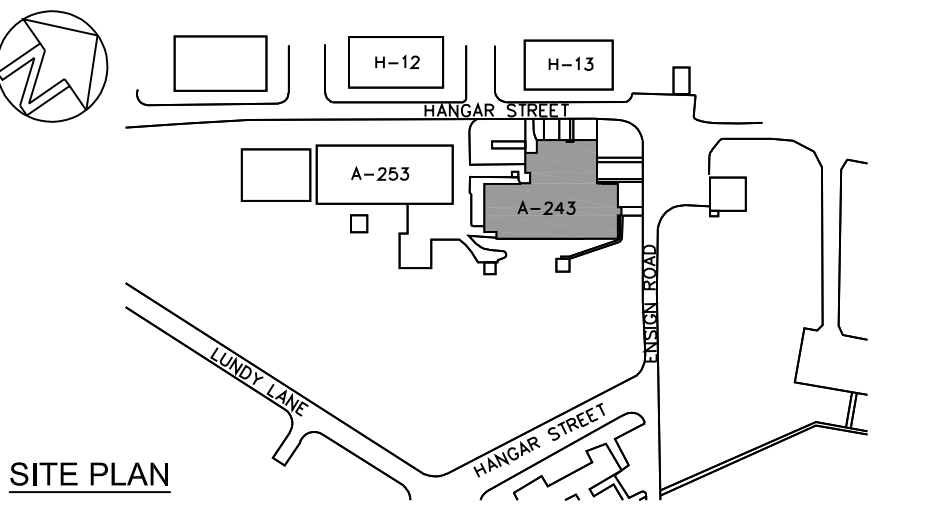 H-12
H-13
HANGAR STREET
A-253
A-243
ENSIGN ROAD
LUNDY LANE
HANGAR STREET
SITE PLAN